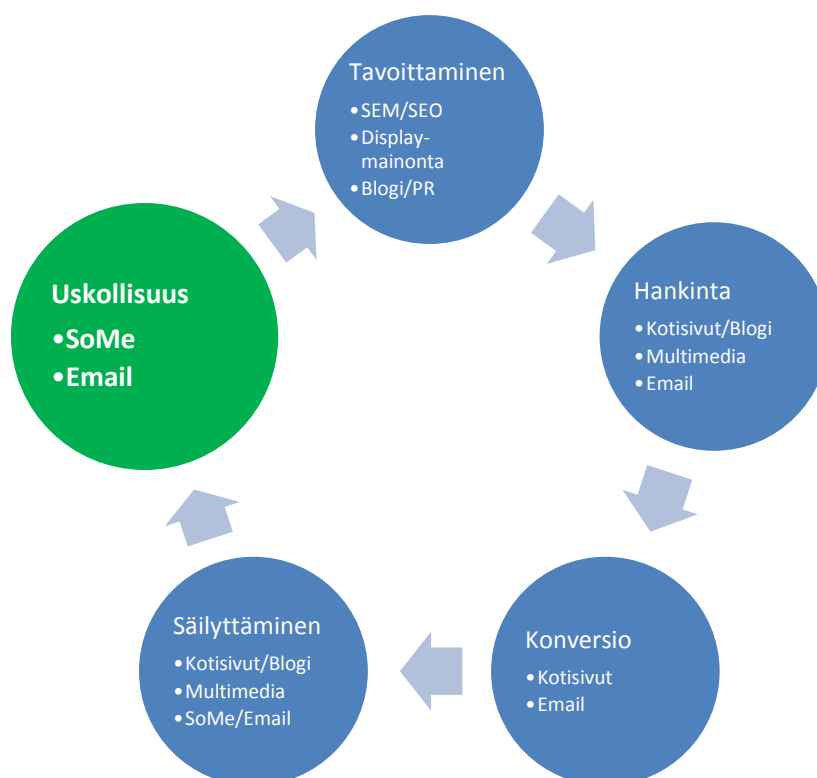 Tavoittaminen
•SEM/SEO
•Display-
mainonta
•Blogi/PR
Hankinta
•Kotisivut/Blogi
•Multimedia
•Email
Konversio
•Kotisivut
•Email
Säilyttäminen
•Kotisivut/Blogi
•Multimedia
•SoMe/Email
Uskollisuus
•SoMe
•Email